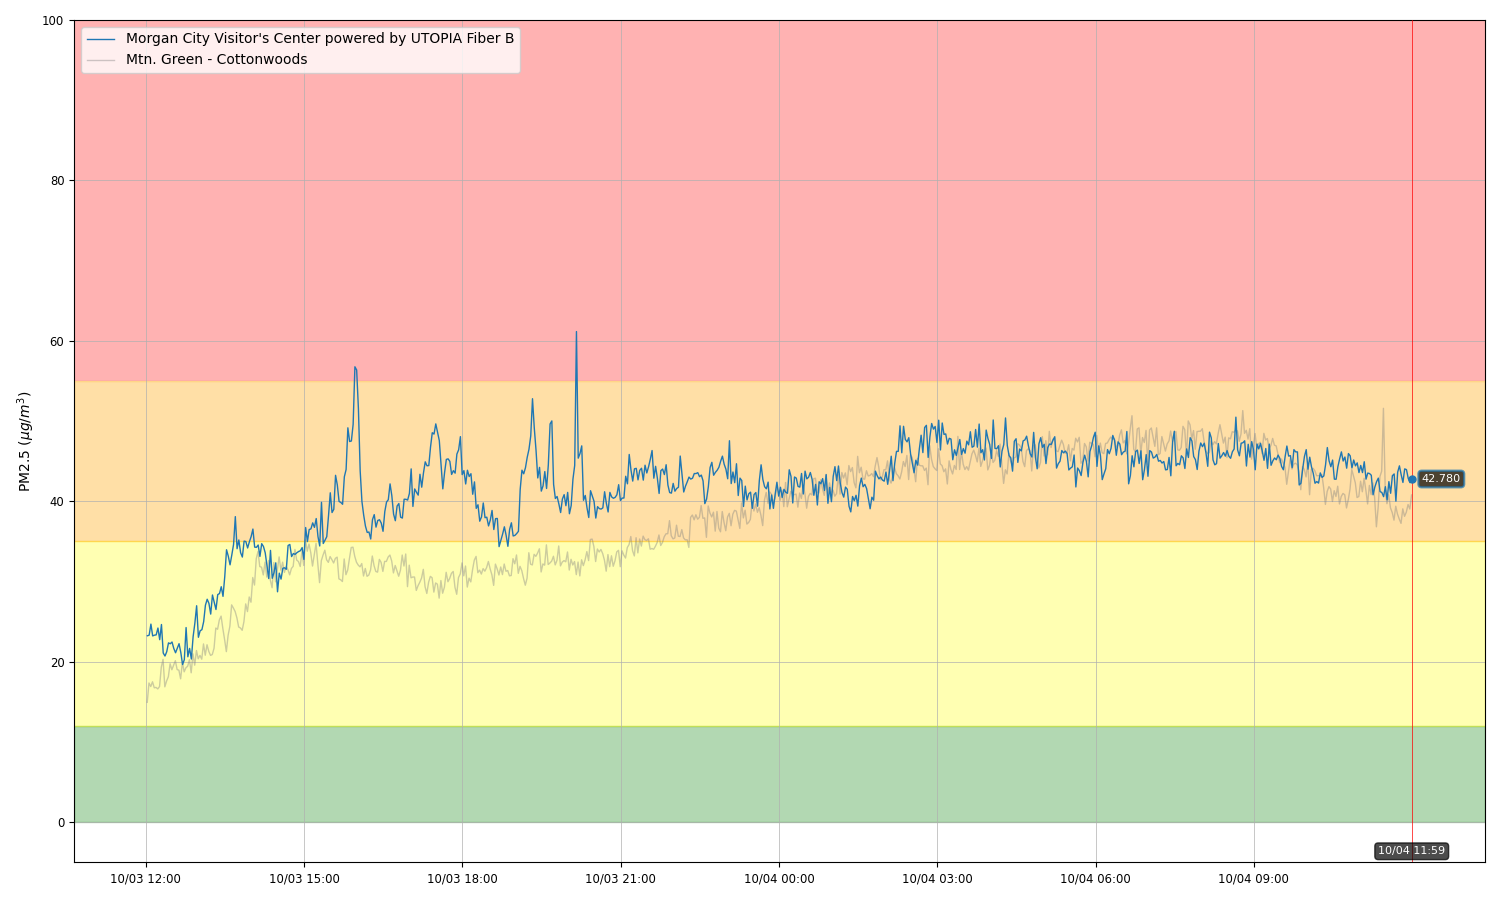 Morgan City Visitor's Center powered by UTOPIA Fiber B
Mtn. Green - Cottonwoods
100
80
60
40
20
0
PM2.5 (μg/m³)
42.780
10/04 11:59
10/03 12:00 10/03 15:00 10/03 18:00 10/03 21:00 10/04 00:00 10/04 03:00 10/04 06:00 10/04 09:00